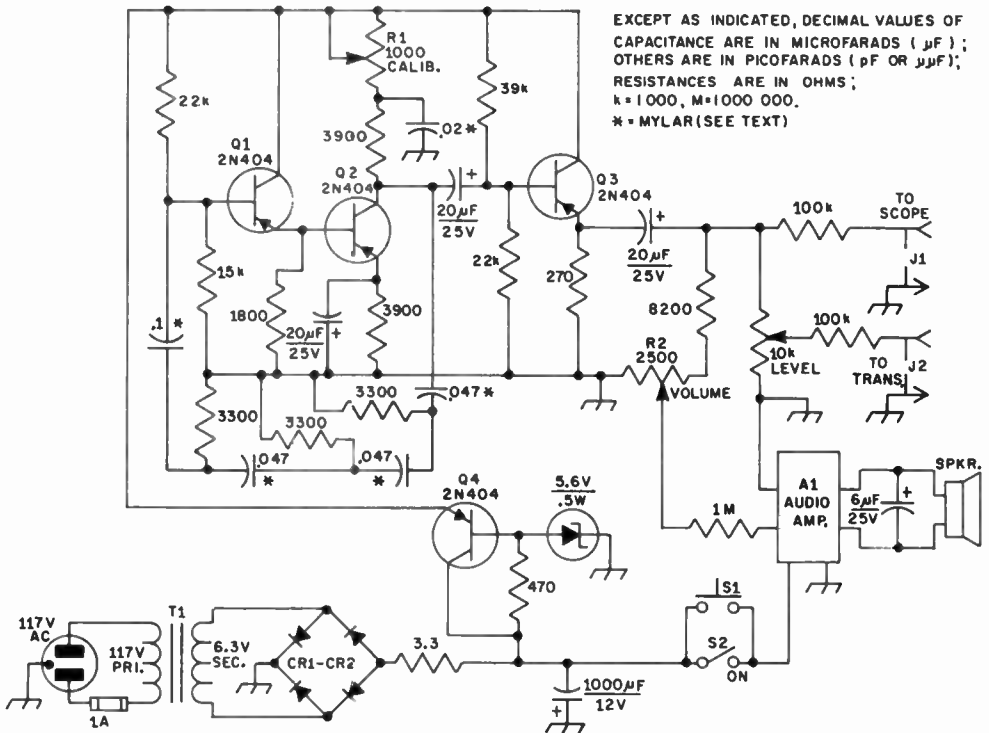 EXCEPT AS INDICATED, DECIMAL VALUES OF
CAPACITANCE ARE IN MICROFARADS ( µF ) ;
OTHERS ARE IN PICOFARADS ( pF OR µµF);
RESISTANCES ARE IN OHMS ;
k=1000, M=1000 000.
* = MYLAR (SEE TEXT)
R1
1000
CALIB.
22k
39k
.02*
3900
Q1
2N404
Q2
2N404
Q3
2N404
20µF
25V
TO
SCOPE
100k
J1
15k
22k
270
20µF
25V
8200
1800
20µF
25V
3900
.1 *
R2
2500
VOLUME
10k
LEVEL
100k
TO
TRANS.
J2
3300
3300
.047*
3300
.047
*
.047
*
Q4
2N404
5.6V
.5W
1M
A1
AUDIO
AMP.
6µF
25V
SPKR.
470
S1
S2
ON
117V
AC
T1
117V
PRI.
6.3V
SEC.
CR1-CR2
3.3
1000µF
12V
1A